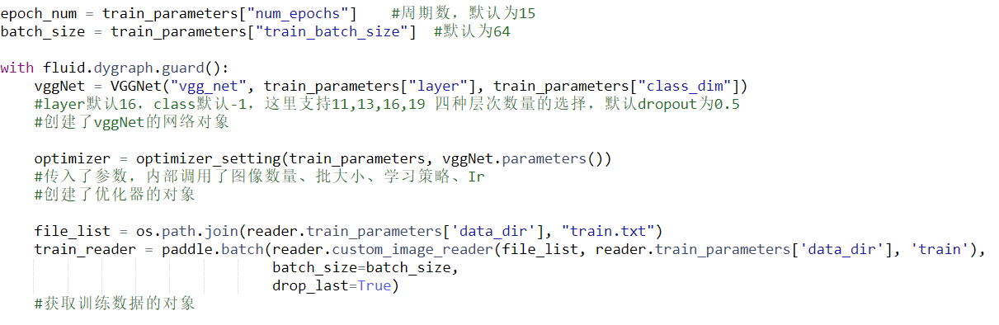 epoch_num = train_parameters["num_epochs"]    #周期数，默认为15
batch_size = train_parameters["train_batch_size"]  #默认为64
with fluid.dygraph.guard():
    vggNet = VGGNet("vgg_net", train_parameters["layer"], train_parameters["class_dim"])
    #layer默认16，class默认-1，这里支持11,13,16,19 四种层次数量的选择，默认dropout为0.5
    #创建了vggNet的网络对象
    optimizer = optimizer_setting(train_parameters, vggNet.parameters())
    #传入了参数，内部调用了图像数量、批大小、学习策略、Ir
    #创建了优化器的对象
    file_list = os.path.join(reader.train_parameters['data_dir'], "train.txt")
    train_reader = paddle.batch(reader.custom_image_reader(file_list, reader.train_parameters['data_dir'], 'train'),
                                batch_size=batch_size,
                                drop_last=True)
    #获取训练数据的对象